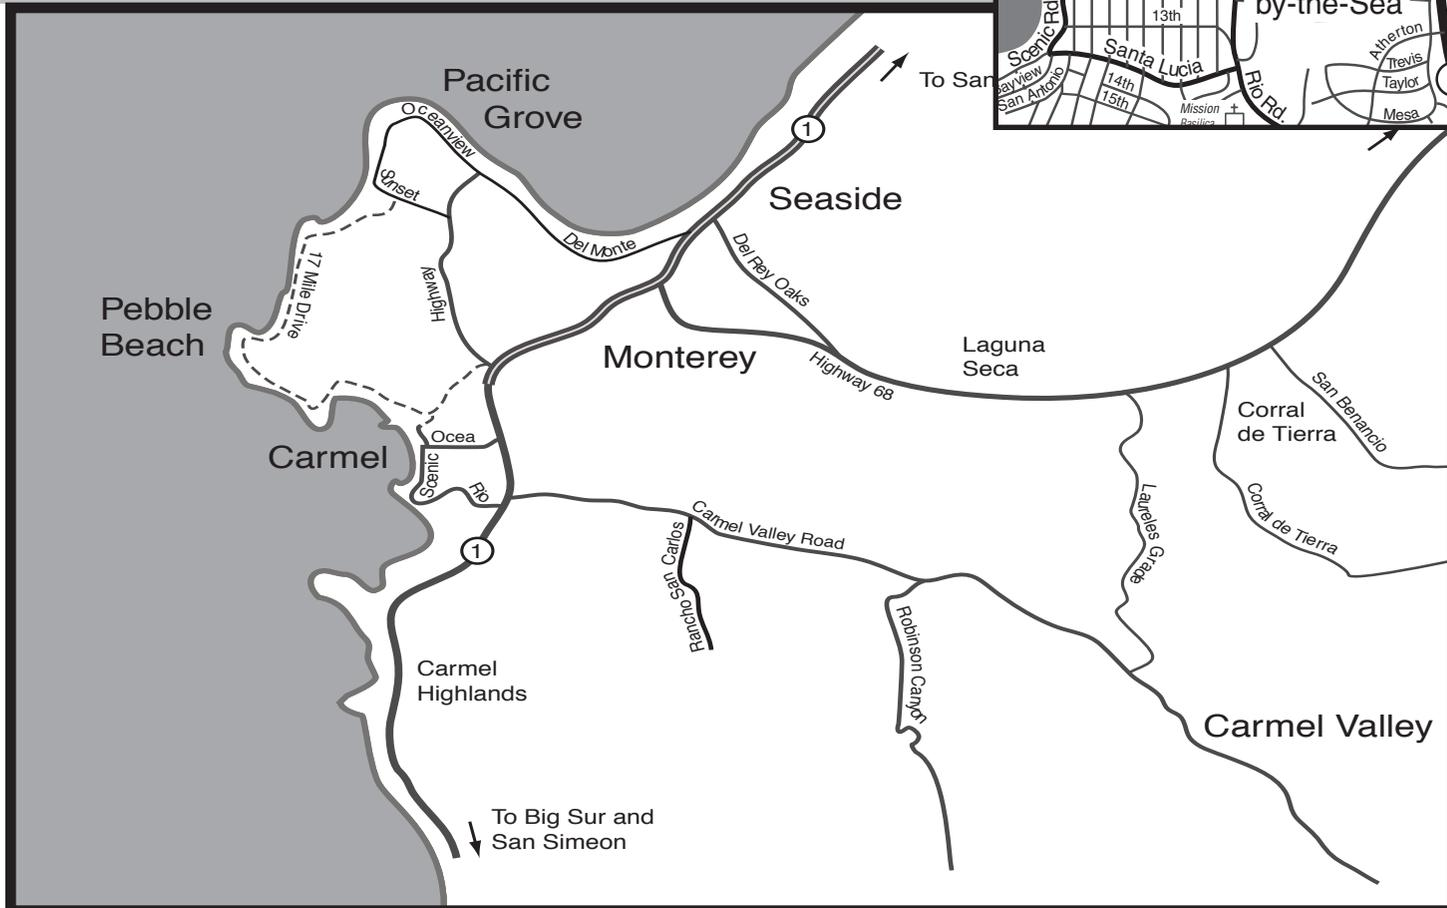 by-the-Sea
13th
Scenic Rd
Santa Lucia
Bayview
San Antonio
14th
15th
Mission
Basilica
Rio Rd.
Atherton
Trevis
Taylor
Mesa
To San
Pacific
Grove
Oceanview
Sunset
1
Seaside
Del Monte
Del Rey Oaks
17 Mile Drive
Highway
Pebble
Beach
Monterey
Highway 68
Laguna
Seca
San Benancio
Corral
de Tierra
Corral de Tierra
Carmel
Ocea
Scenic
Rio
Laureles Grade
Carmel Valley Road
Rancho San Carlos
1
Robinson Canyon
Carmel
Highlands
Carmel Valley
To Big Sur and
San Simeon